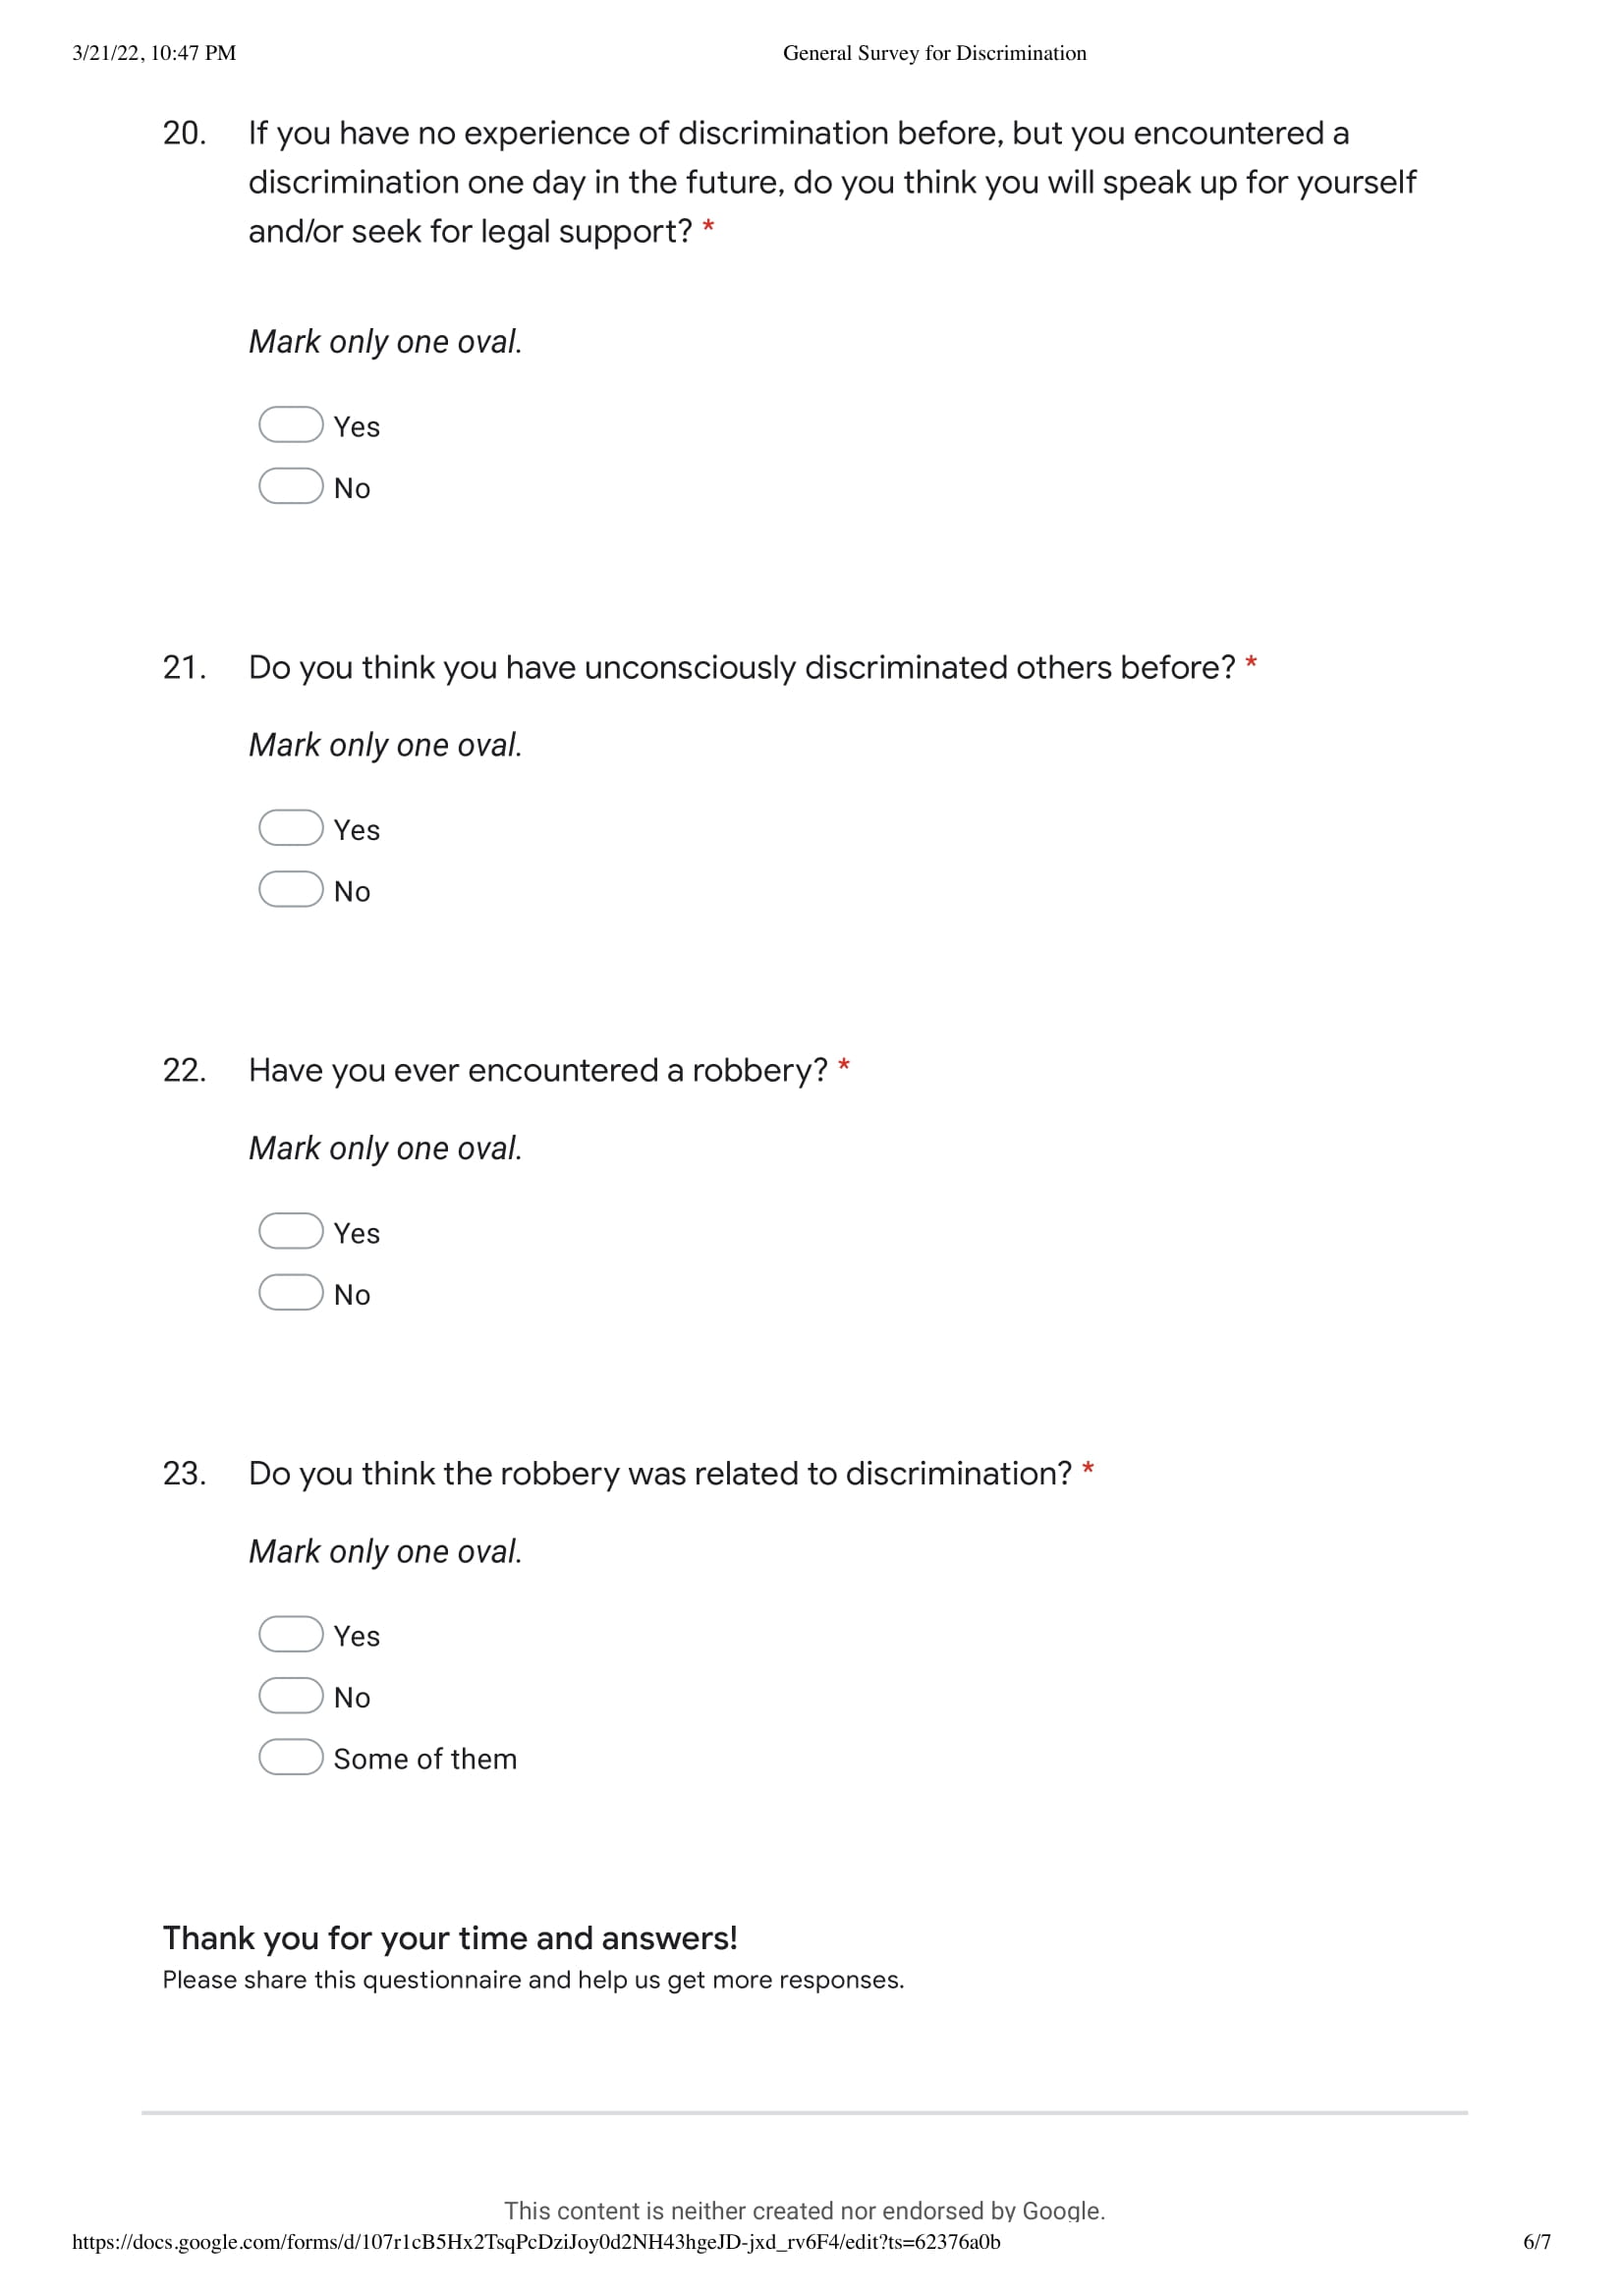 3/21/22, 10:47 PM General Survey for Discrimination
20. If you have no experience of discrimination before, but you encountered a
discrimination one day in the future, do you think you will speak up for yourself
and/or seek for legal support? *
Mark only one oval.
Yes
No
21. Do you think you have unconsciously discriminated others before? *
Mark only one oval.
Yes
No
22. Have you ever encountered a robbery? *
Mark only one oval.
Yes
No
23. Do you think the robbery was related to discrimination? *
Mark only one oval.
Yes
No
Some of them
Thank you for your time and answers!
Please share this questionnaire and help us get more responses.
This content is neither created nor endorsed by Google.
https://docs.google.com/forms/d/107r1cB5Hx2TsqPcDziJoy0d2NH43hgeJD-jxd_rv6F4/edit?ts=62376a0b 6/7